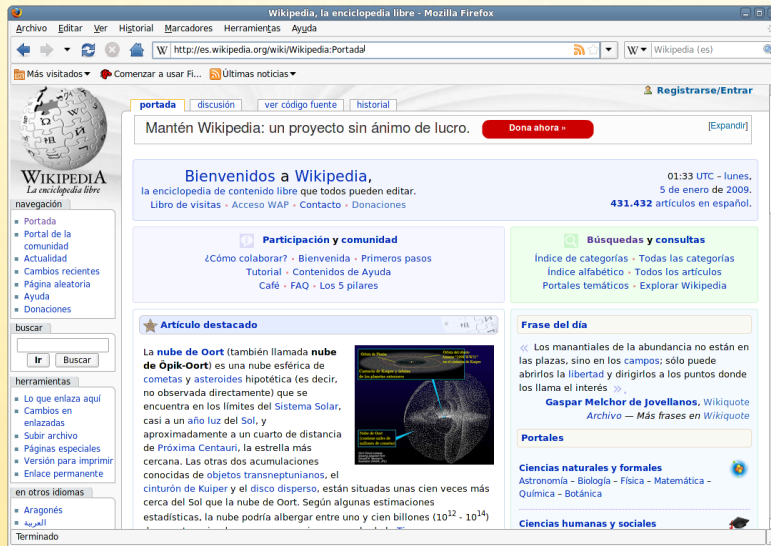 Wikipedia, la enciclopedia libre - Mozilla Firefox
Archivo Editar Ver Historial Marcadores Herramientas Ayuda
W http://es.wikipedia.org/wiki/Wikipedia:Portada
W Wikipedia (es)
Más visitados Comenzar a usar Fi... Últimas noticias
Registrarse/Entrar
portada discusión ver código fuente historial
Mantén Wikipedia: un proyecto sin ánimo de lucro. Dona ahora » [Expandir]
WIKIPEDIA
La enciclopedia libre
navegación
Portada
Portal de la
comunidad
Actualidad
Cambios recientes
Página aleatoria
Ayuda
Donaciones
buscar
Ir Buscar
herramientas
Lo que enlaza aquí
Cambios en
enlazadas
Subir archivo
Páginas especiales
Versión para imprimir
Enlace permanente
en otros idiomas
Aragonés
العربية
Bienvenidos a Wikipedia,
la enciclopedia de contenido libre que todos pueden editar.
Libro de visitas • Acceso WAP • Contacto • Donaciones
01:33 UTC – lunes,
5 de enero de 2009.
431.432 artículos en español.
Participación y comunidad
¿Cómo colaborar? • Bienvenida • Primeros pasos
Tutorial • Contenidos de Ayuda
Café • FAQ • Los 5 pilares
Búsquedas y consultas
Índice de categorías • Todas las categorías
Índice alfabético • Todos los artículos
Portales temáticos • Explorar Wikipedia
Artículo destacado
La nube de Oort (también llamada nube
de Öpik-Oort) es una nube esférica de
cometas y asteroides hipotética (es decir,
no observada directamente) que se
encuentra en los límites del Sistema Solar,
casi a un año luz del Sol, y
aproximadamente a un cuarto de distancia
de Próxima Centauri, la estrella más
cercana. Las otras dos acumulaciones
conocidas de objetos transneptunianos, el
cinturón de Kuiper y el disco disperso, están situadas unas cien veces más
cerca del Sol que la nube de Oort. Según algunas estimaciones
estadísticas, la nube podría albergar entre uno y cien billones (10¹² - 10¹⁴)
Frase del día
« Los manantiales de la abundancia no están en
las plazas, sino en los campos; sólo puede
abrirlos la libertad y dirigirlos a los puntos donde
los llama el interés ».
Gaspar Melchor de Jovellanos, Wikiquote
Archivo — Más frases en Wikiquote
Portales
Ciencias naturales y formales
Astronomía – Biología – Física – Matemática –
Química – Botánica
Ciencias humanas y sociales
Terminado